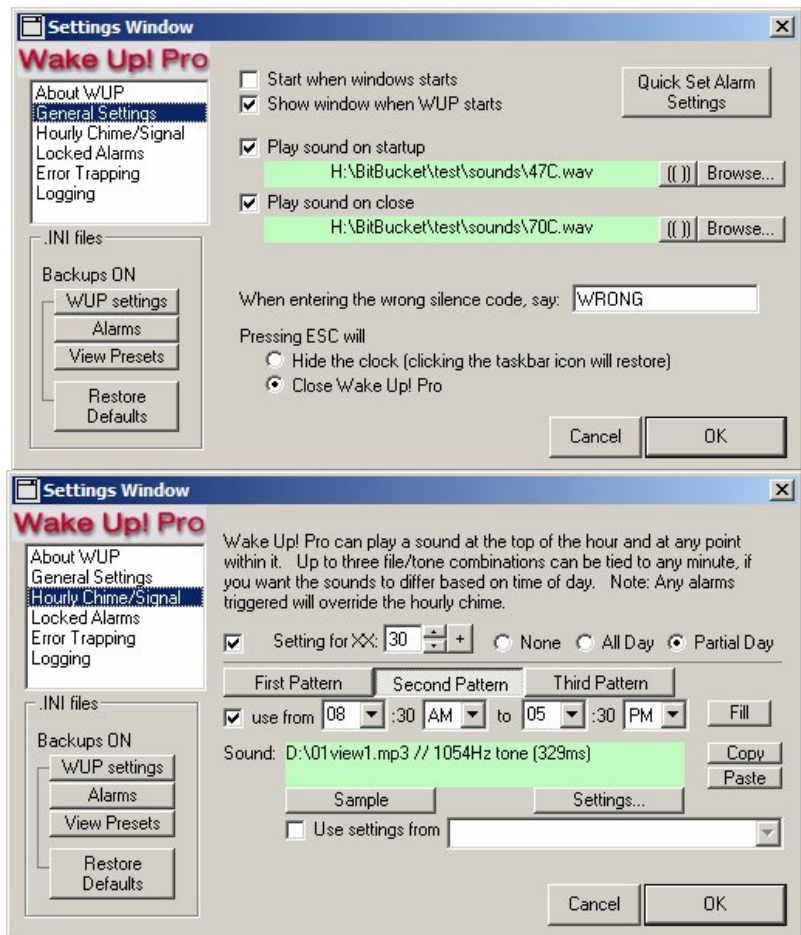 Settings Window
Wake Up! Pro
About WUP
General Settings
Hourly Chime/Signal
Locked Alarms
Error Trapping
Logging
.INI files
Backups ON
WUP settings
Alarms
View Presets
Restore
Defaults
Start when windows starts
Show window when WUP starts
Quick Set Alarm
Settings
Play sound on startup
H:\BitBucket\test\sounds\47C.wav (( )) Browse...
Play sound on close
H:\BitBucket\test\sounds\70C.wav (( )) Browse...
When entering the wrong silence code, say: WRONG
Pressing ESC will
Hide the clock (clicking the taskbar icon will restore)
Close Wake Up! Pro
Cancel OK
Settings Window
Wake Up! Pro
About WUP
General Settings
Hourly Chime/Signal
Locked Alarms
Error Trapping
Logging
.INI files
Backups ON
WUP settings
Alarms
View Presets
Restore
Defaults
Wake Up! Pro can play a sound at the top of the hour and at any point
within it. Up to three file/tone combinations can be tied to any minute, if
you want the sounds to differ based on time of day. Note: Any alarms
triggered will override the hourly chime.
Setting for XX: 30 + None All Day Partial Day
First Pattern Second Pattern Third Pattern
use from 08 :30 AM to 05 :30 PM Fill
Sound: D:\01view1.mp3 // 1054Hz tone (329ms) Copy
Paste
Sample Settings...
Use settings from
Cancel OK